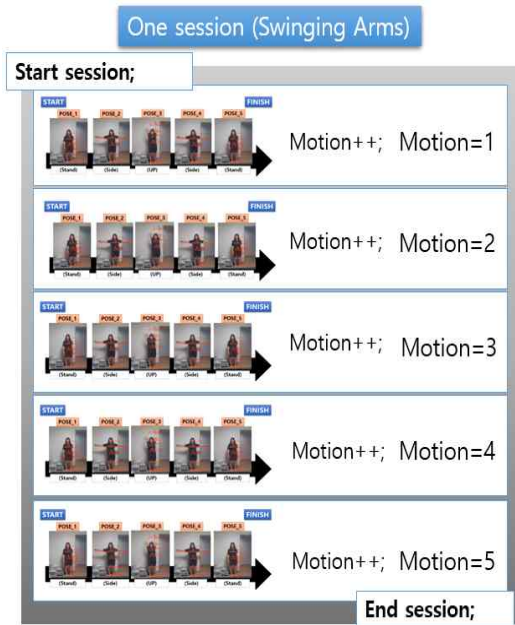 One session (Swinging Arms)
Start session;
START FINISH
POSE_1 POSE_2 POSE_3 POSE_4 POSE_5
(Stand) (Side) (UP) (Side) (Stand)
Motion++; Motion=1
START FINISH
POSE_1 POSE_2 POSE_3 POSE_4 POSE_5
(Stand) (Side) (UP) (Side) (Stand)
Motion++; Motion=2
START FINISH
POSE_1 POSE_2 POSE_3 POSE_4 POSE_5
(Stand) (Side) (UP) (Side) (Stand)
Motion++; Motion=3
START FINISH
POSE_1 POSE_2 POSE_3 POSE_4 POSE_5
(Stand) (Side) (UP) (Side) (Stand)
Motion++; Motion=4
START FINISH
POSE_1 POSE_2 POSE_3 POSE_4 POSE_5
(Stand) (Side) (UP) (Side) (Stand)
Motion++; Motion=5
End session;